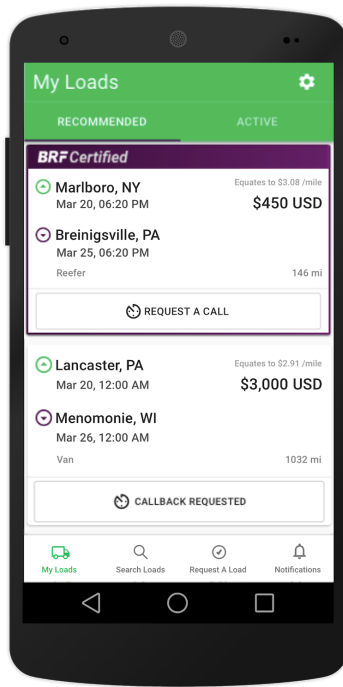 My Loads
RECOMMENDED
ACTIVE
BRF Certified
Marlboro, NY
Equates to $3.08 /mile
Mar 20, 06:20 PM
$450 USD
Breinigsville, PA
Mar 25, 06:20 PM
Reefer
146 mi
REQUEST A CALL
Lancaster, PA
Equates to $2.91 /mile
Mar 20, 12:00 AM
$3,000 USD
Menomonie, WI
Mar 26, 12:00 AM
Van
1032 mi
CALLBACK REQUESTED
My Loads
Search Loads
Request A Load
Notifications